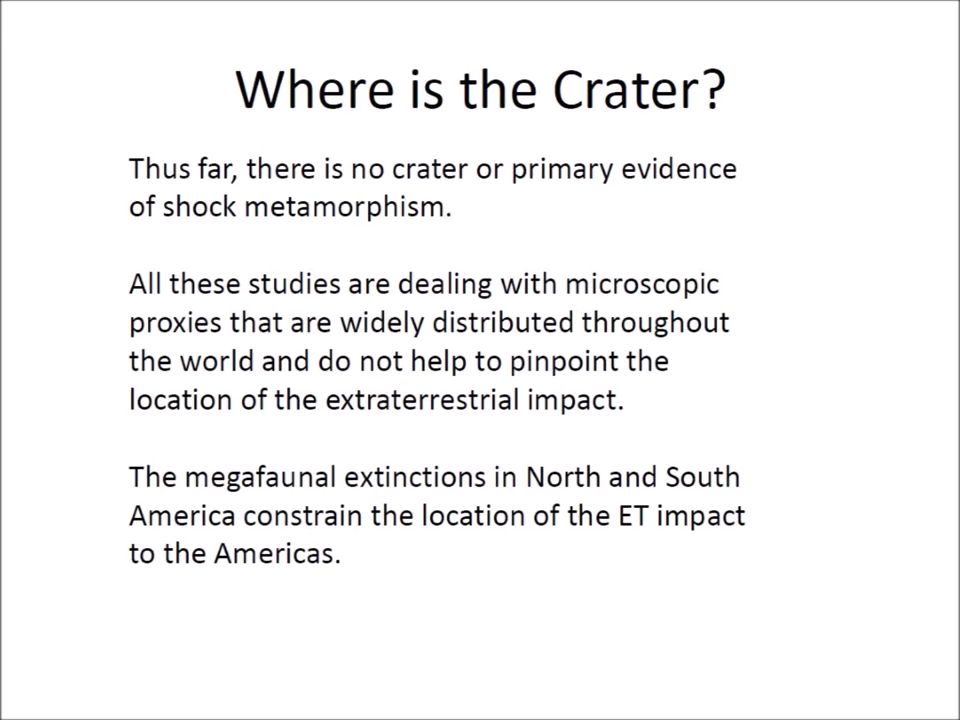 Where is the Crater?
Thus far, there is no crater or primary evidence
of shock metamorphism.
All these studies are dealing with microscopic
proxies that are widely distributed throughout
the world and do not help to pinpoint the
location of the extraterrestrial impact.
The megafaunal extinctions in North and South
America constrain the location of the ET impact
to the Americas.